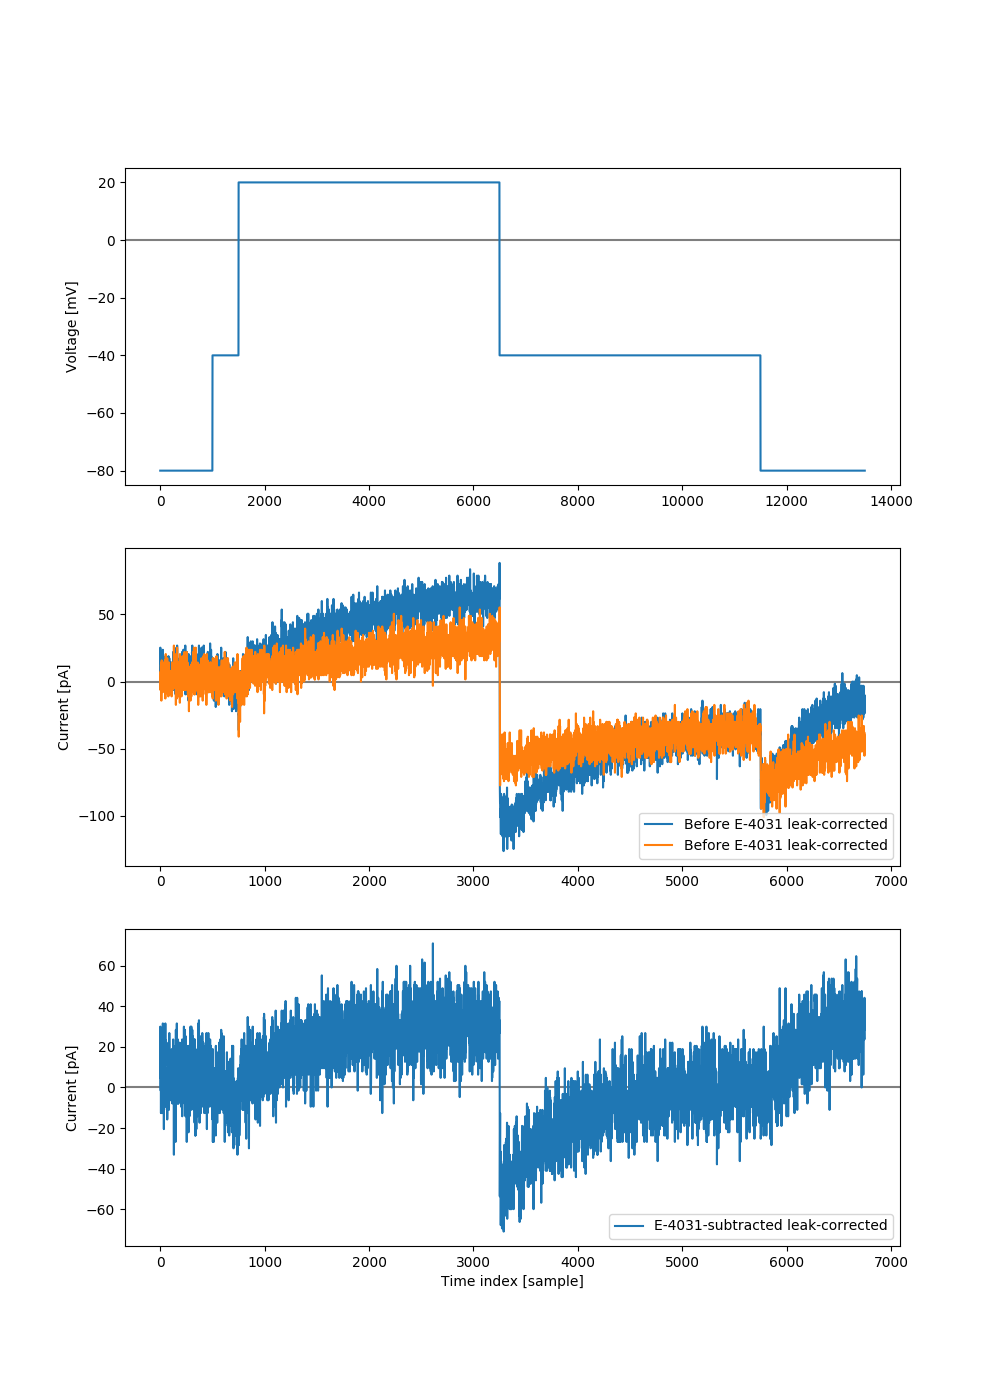 20
0
−20
−40
−60
−80
Voltage [mV]
0 2000 4000 6000 8000 10000 12000 14000
50
0
−50
−100
Current [pA]
Before E-4031 leak-corrected
Before E-4031 leak-corrected
0 1000 2000 3000 4000 5000 6000 7000
60
40
20
0
−20
−40
−60
Current [pA]
E-4031-subtracted leak-corrected
0 1000 2000 3000 4000 5000 6000 7000
Time index [sample]